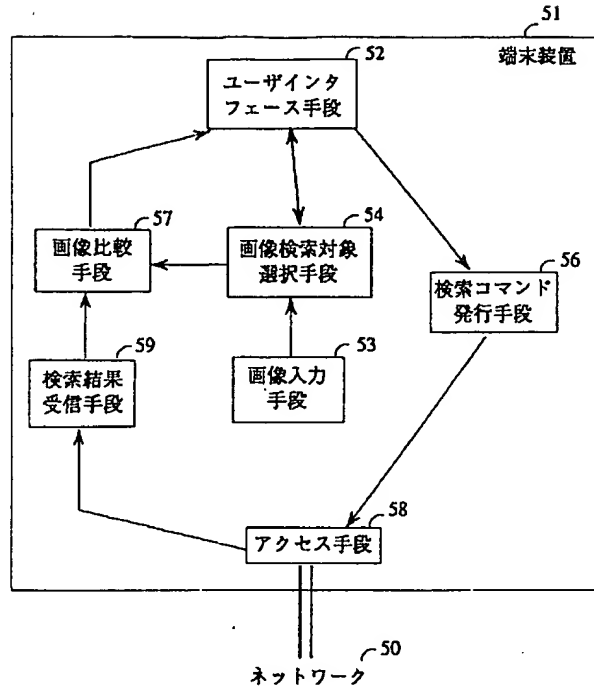 51
端末装置
52
ユーザインタ
フェース手段
57
画像比較
手段
54
画像検索対象
選択手段
56
検索コマンド
発行手段
59
検索結果
受信手段
53
画像入力
手段
58
アクセス手段
50
ネットワーク